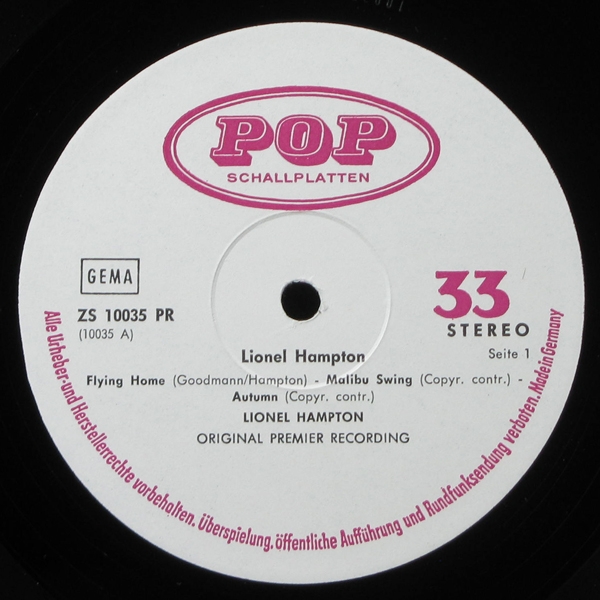 POP
SCHALLPLATTEN
GEMA
ZS 10035 PR
(10035 A)
33
STEREO
Seite 1
Lionel Hampton
Flying Home (Goodmann/Hampton) - Malibu Swing (Copyr. contr.) -
Autumn (Copyr. contr.)
LIONEL HAMPTON
ORIGINAL PREMIER RECORDING
Alle Urheber-und Herstellerrechte vorbehalten. Überspielung, öffentliche Aufführung und Rundfunksendung verboten. Made in Germany